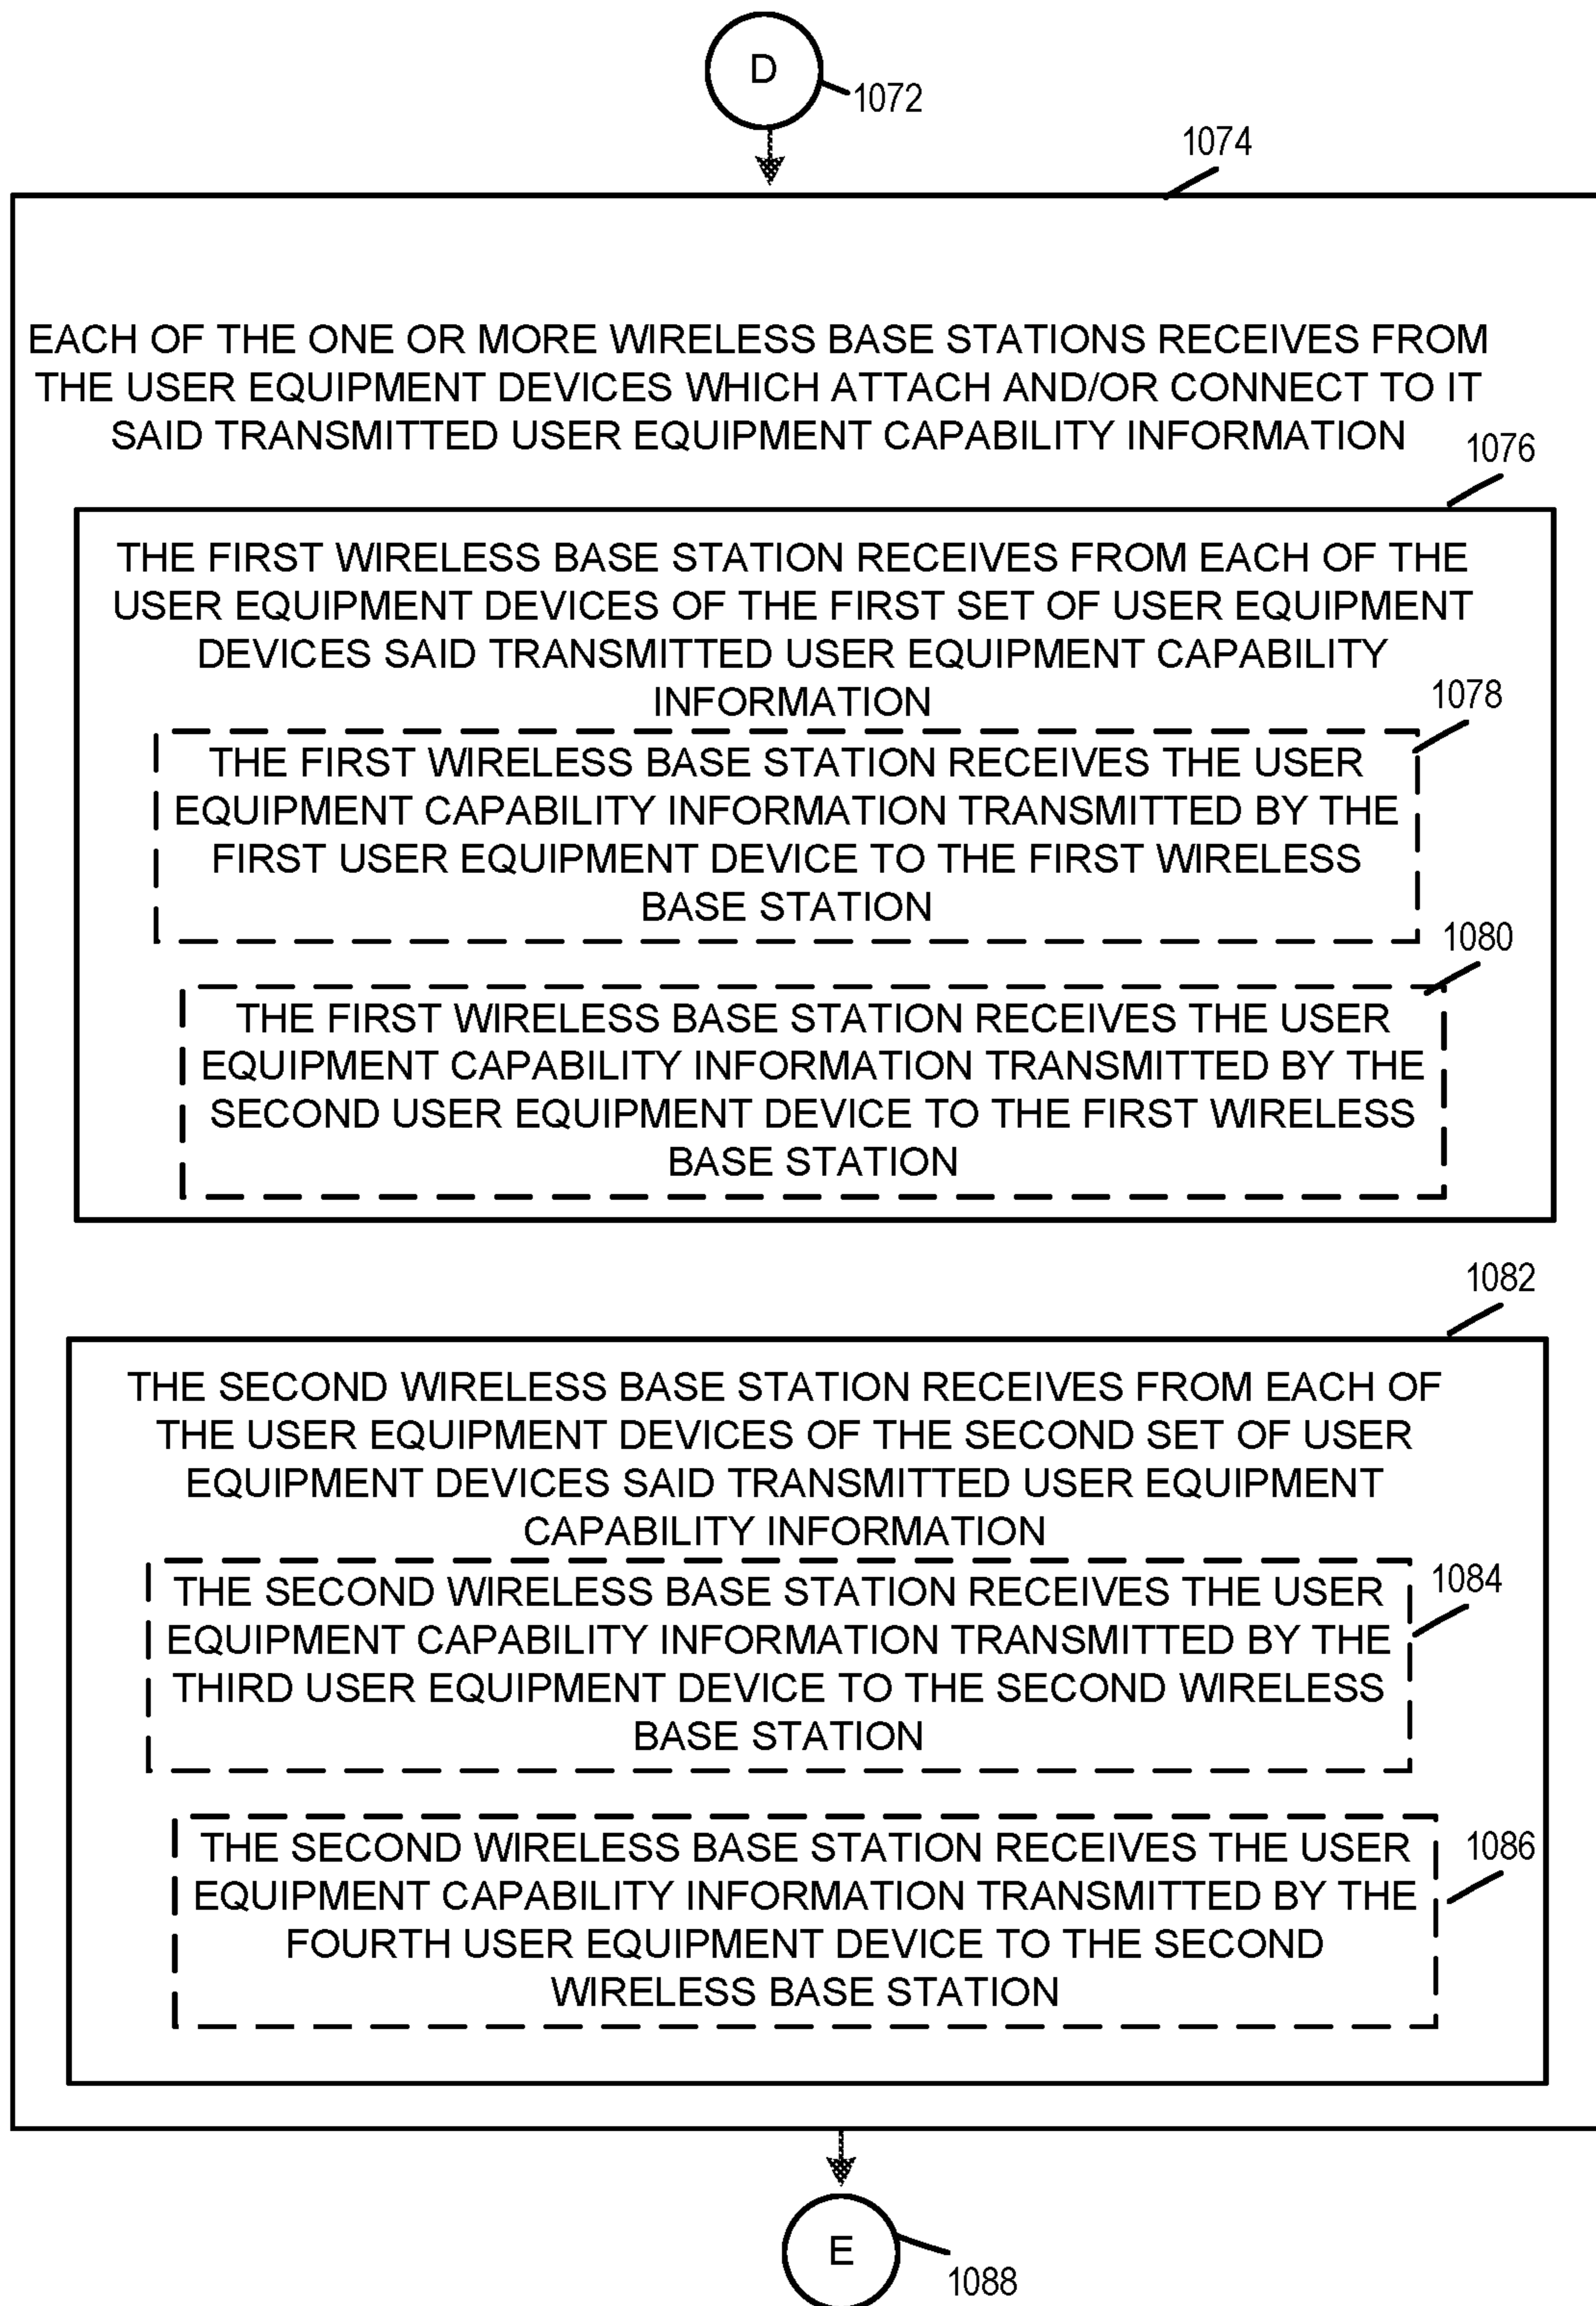 D
1072
1074
EACH OF THE ONE OR MORE WIRELESS BASE STATIONS RECEIVES FROM
THE USER EQUIPMENT DEVICES WHICH ATTACH AND/OR CONNECT TO IT
SAID TRANSMITTED USER EQUIPMENT CAPABILITY INFORMATION
1076
THE FIRST WIRELESS BASE STATION RECEIVES FROM EACH OF THE
USER EQUIPMENT DEVICES OF THE FIRST SET OF USER EQUIPMENT
DEVICES SAID TRANSMITTED USER EQUIPMENT CAPABILITY
INFORMATION
1078
THE FIRST WIRELESS BASE STATION RECEIVES THE USER
EQUIPMENT CAPABILITY INFORMATION TRANSMITTED BY THE
FIRST USER EQUIPMENT DEVICE TO THE FIRST WIRELESS
BASE STATION
1080
THE FIRST WIRELESS BASE STATION RECEIVES THE USER
EQUIPMENT CAPABILITY INFORMATION TRANSMITTED BY THE
SECOND USER EQUIPMENT DEVICE TO THE FIRST WIRELESS
BASE STATION
1082
THE SECOND WIRELESS BASE STATION RECEIVES FROM EACH OF
THE USER EQUIPMENT DEVICES OF THE SECOND SET OF USER
EQUIPMENT DEVICES SAID TRANSMITTED USER EQUIPMENT
CAPABILITY INFORMATION
1084
THE SECOND WIRELESS BASE STATION RECEIVES THE USER
EQUIPMENT CAPABILITY INFORMATION TRANSMITTED BY THE
THIRD USER EQUIPMENT DEVICE TO THE SECOND WIRELESS
BASE STATION
1086
THE SECOND WIRELESS BASE STATION RECEIVES THE USER
EQUIPMENT CAPABILITY INFORMATION TRANSMITTED BY THE
FOURTH USER EQUIPMENT DEVICE TO THE SECOND
WIRELESS BASE STATION
E
1088